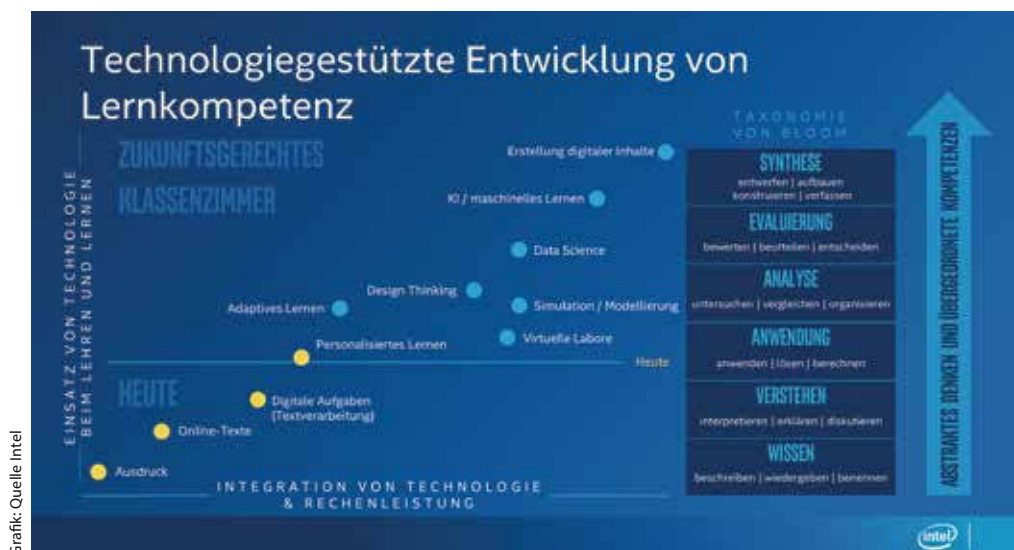 Technologiegestützte Entwicklung von
Lernkompetenz
ZUKUNFTSGERECHTES
KLASSENZIMMER
EINSATZ VON TECHNOLOGIE
BEIM LEHREN UND LERNEN
Erstellung digitaler Inhalte
KI / maschinelles Lernen
Data Science
Design Thinking
Adaptives Lernen
Simulation / Modellierung
Personalisiertes Lernen
Virtuelle Labore
Heute
HEUTE
Digitale Aufgaben
(Textverarbeitung)
Online-Texte
Ausdruck
INTEGRATION VON TECHNOLOGIE
& RECHENLEISTUNG
TAXONOMIE
VON BLOOM
SYNTHESE
entwerfen | aufbauen
konstruieren | verfassen
EVALUIERUNG
bewerten | beurteilen | entscheiden
ANALYSE
untersuchen | vergleichen | organisieren
ANWENDUNG
anwenden | lösen | berechnen
VERSTEHEN
interpretieren | erklären | diskutieren
WISSEN
beschreiben | wiedergeben | benennen
ABSTRAKTES DENKEN UND ÜBERGEORDNETE KOMPETENZEN
intel
Grafik: Quelle Intel